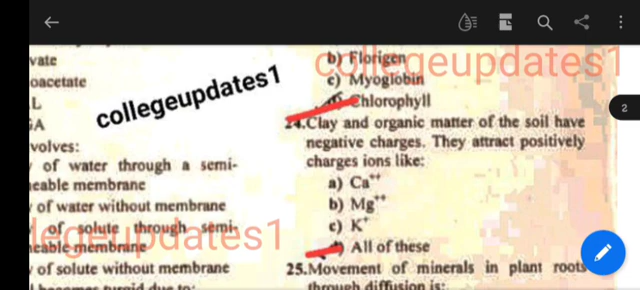 vate
oacetate
L
A
volves:
of water through a semi-
eable membrane
of water without membrane
of solute through semi-
eable membrane
of solute without membrane
b) Florigen
c) Myoglobin
Chlorophyll
24.Clay and organic matter of the soil have
negative charges. They attract positively
charges ions like:
a) Ca⁺⁺
b) Mg⁺⁺
c) K⁺
All of these
25.Movement of minerals in plant roots
through diffusion is:
collegeupdates1
collegeupdates1
legeupdates1
2